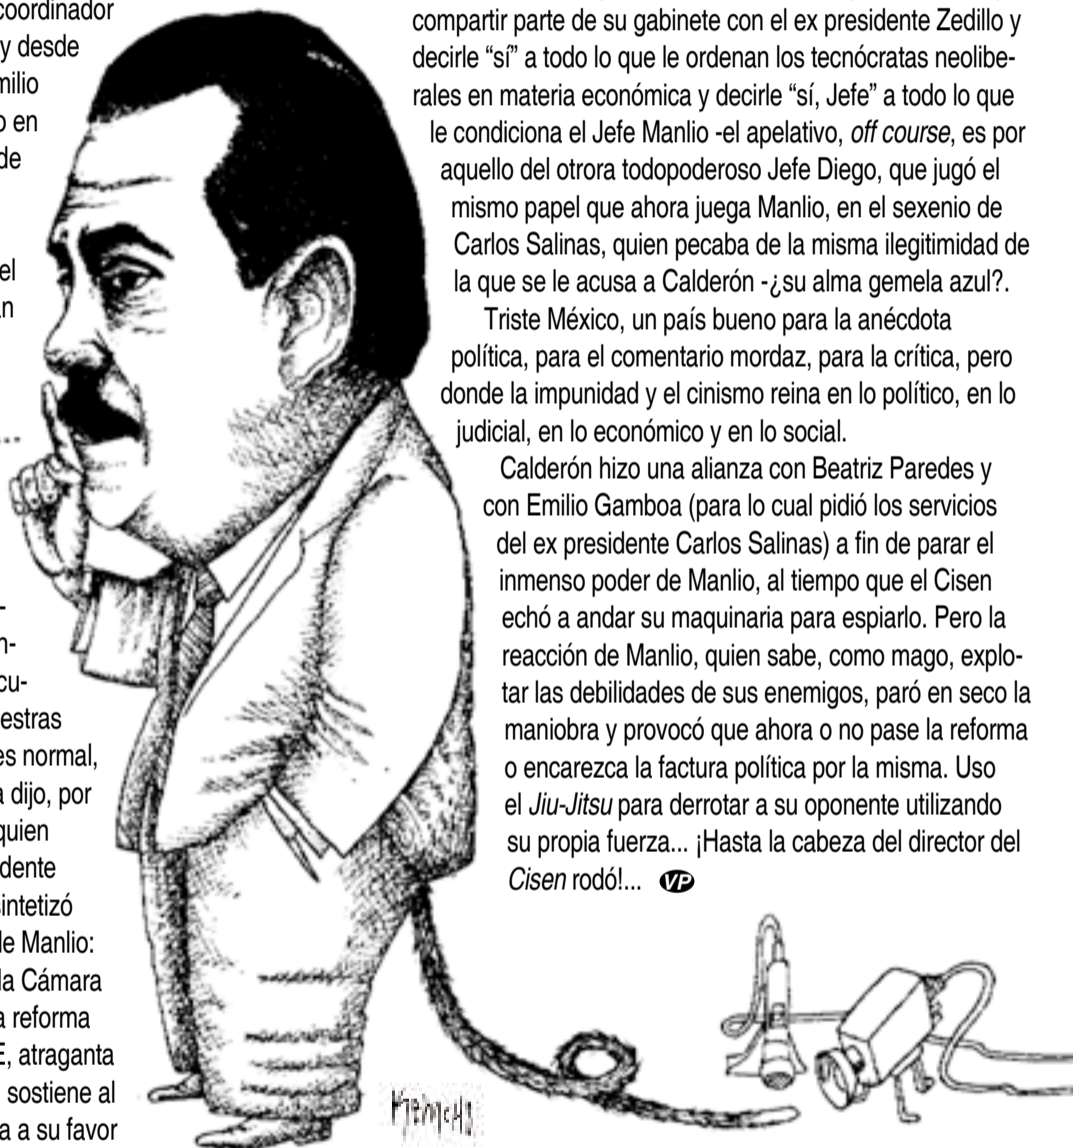 coordinador
y desde
milio
o en
de
el
an
...
-
n-
cu-
estras
es normal,
a dijo, por
quien
dente
sintetizó
de Manlio:
la Cámara
a reforma
E, atraganta
sostiene al
a a su favor
compartir parte de su gabinete con el ex presidente Zedillo y
decirle “sí” a todo lo que le ordenan los tecnócratas neolibe-
rales en materia económica y decirle “sí, Jefe” a todo lo que
le condiciona el Jefe Manlio -el apelativo, off course, es por
aquello del otrora todopoderoso Jefe Diego, que jugó el
mismo papel que ahora juega Manlio, en el sexenio de
Carlos Salinas, quien pecaba de la misma ilegitimidad de
la que se le acusa a Calderón -¿su alma gemela azul?.
Triste México, un país bueno para la anécdota
política, para el comentario mordaz, para la crítica, pero
donde la impunidad y el cinismo reina en lo político, en lo
judicial, en lo económico y en lo social.
Calderón hizo una alianza con Beatriz Paredes y
con Emilio Gamboa (para lo cual pidió los servicios
del ex presidente Carlos Salinas) a fin de parar el
inmenso poder de Manlio, al tiempo que el Cisen
echó a andar su maquinaria para espiarlo. Pero la
reacción de Manlio, quien sabe, como mago, explo-
tar las debilidades de sus enemigos, paró en seco la
maniobra y provocó que ahora o no pase la reforma
o encarezca la factura política por la misma. Uso
el Jiu-Jitsu para derrotar a su oponente utilizando
su propia fuerza... ¡Hasta la cabeza del director del
Cisen rodó!... VP